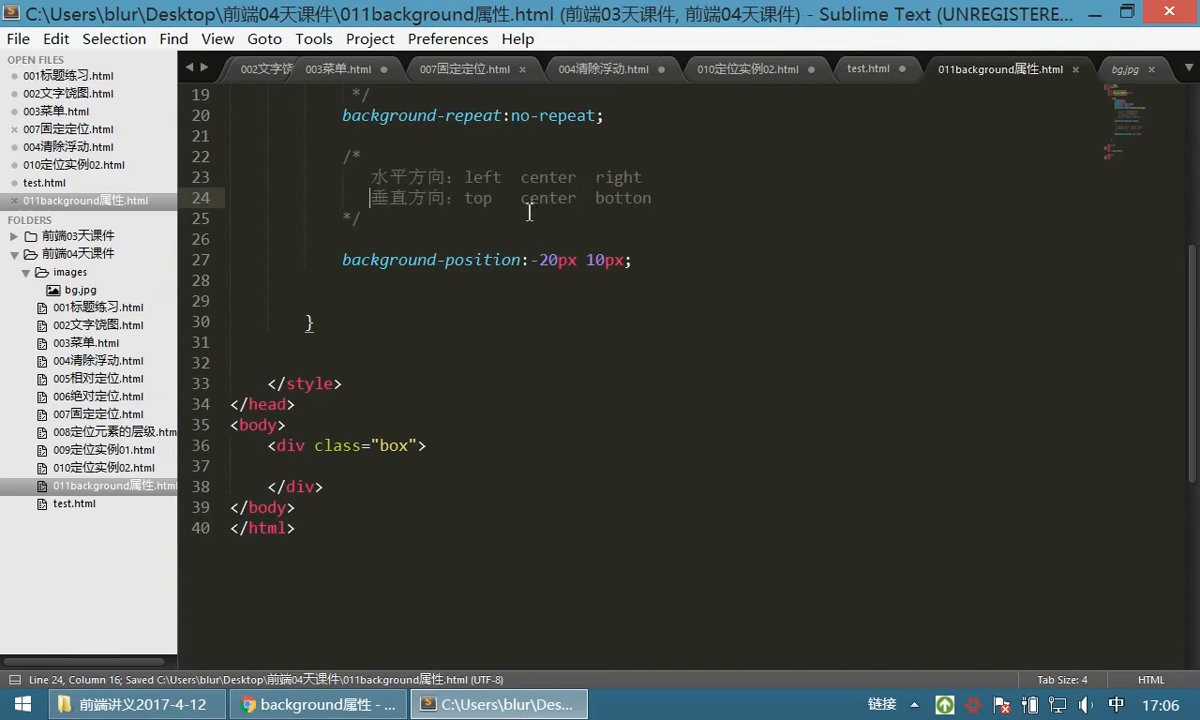 C:\Users\blur\Desktop\前端04天课件\011background属性.html (前端03天课件, 前端04天课件) - Sublime Text (UNREGISTERE...
File Edit Selection Find View Goto Tools Project Preferences Help
OPEN FILES
001标题练习.html
002文字饶图.html
003菜单.html
007固定定位.html
004清除浮动.html
010定位实例02.html
test.html
011background属性.html
FOLDERS
前端03天课件
前端04天课件
images
bg.jpg
001标题练习.html
002文字饶图.html
003菜单.html
004清除浮动.html
005相对定位.html
006绝对定位.html
007固定定位.html
008定位元素的层级.htm
009定位实例01.html
010定位实例02.html
011background属性.html
test.html
002文字饶 003菜单.html 007固定定位.html 004清除浮动.html 010定位实例02.html test.html 011background属性.html bg.jpg
19 */
20 background-repeat:no-repeat;
21
22 /*
23 水平方向：left center right
24 垂直方向：top center botton
25 */
26
27 background-position:-20px 10px;
28
29
30 }
31
32
33 </style>
34 </head>
35 <body>
36 <div class="box">
37
38 </div>
39 </body>
40 </html>
Line 24, Column 16; Saved C:\Users\blur\Desktop\前端04天课件\011background属性.html (UTF-8) Tab Size: 4 HTML
前端讲义2017-4-12 background属性 - ... C:\Users\blur\Des... 链接 中 17:06